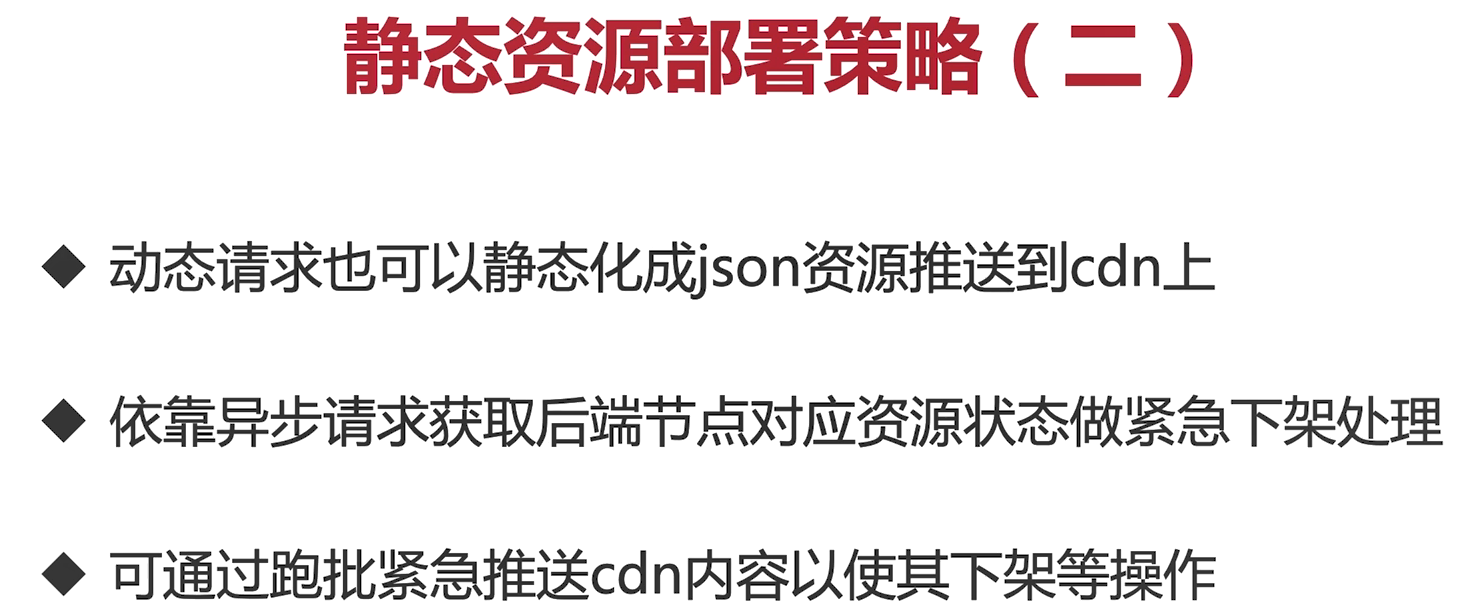 静态资源部署策略（二）
◆ 动态请求也可以静态化成json资源推送到cdn上
◆ 依靠异步请求获取后端节点对应资源状态做紧急下架处理
◆ 可通过跑批紧急推送cdn内容以使其下架等操作